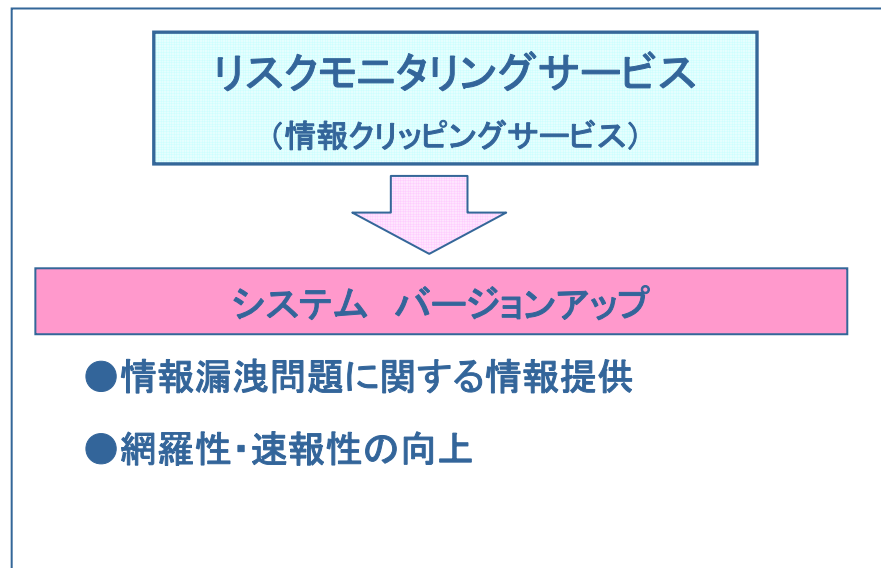 リスクモニタリングサービス
（情報クリッピングサービス）
システム　バージョンアップ
●情報漏洩問題に関する情報提供
●網羅性・速報性の向上